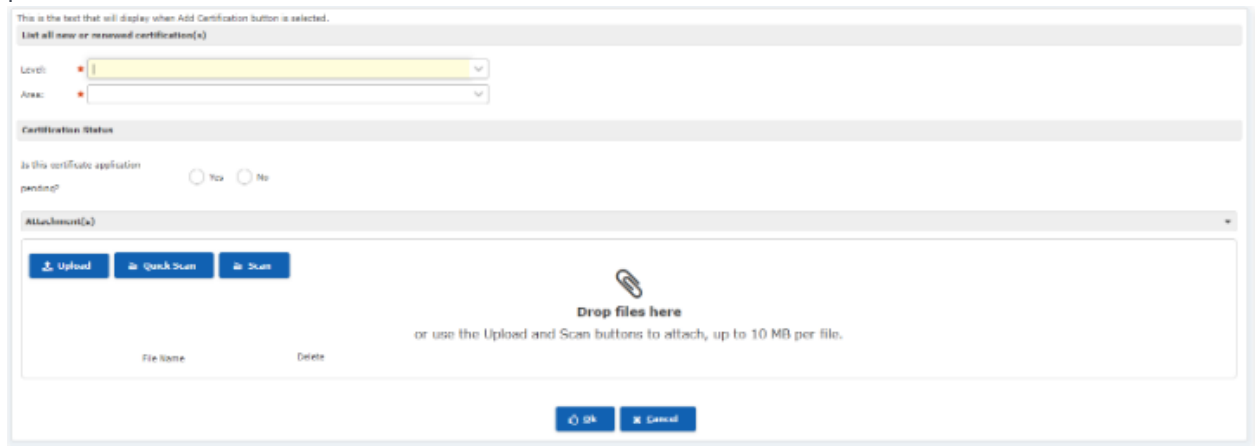 This is the text that will display when Add Certification button is selected.
List all new or renewed certification(s)
Level: *
Area: *
Certification Status
Is this certificate application
pending?
Yes No
Attachment(s)
Upload Quick Scan Scan
Drop files here
or use the Upload and Scan buttons to attach, up to 10 MB per file.
File Name Delete
Ok Cancel